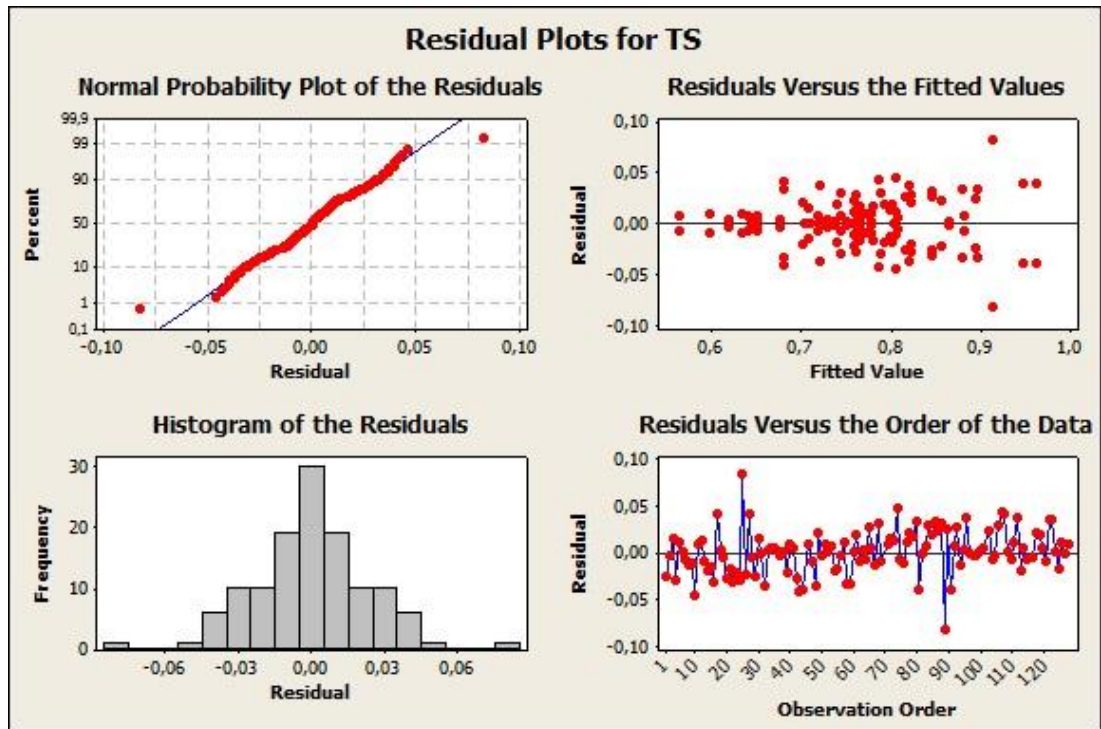 Residual Plots for TS
Normal Probability Plot of the Residuals
99,9
99
90
50
10
1
0,1
Percent
-0,10 -0,05 0,00 0,05 0,10
Residual
Residuals Versus the Fitted Values
0,10
0,05
0,00
-0,05
-0,10
Residual
0,6 0,7 0,8 0,9 1,0
Fitted Value
Histogram of the Residuals
30
20
10
0
Frequency
-0,06 -0,03 0,00 0,03 0,06
Residual
Residuals Versus the Order of the Data
0,10
0,05
0,00
-0,05
-0,10
Residual
1 10 20 30 40 50 60 70 80 90 100 110 120
Observation Order